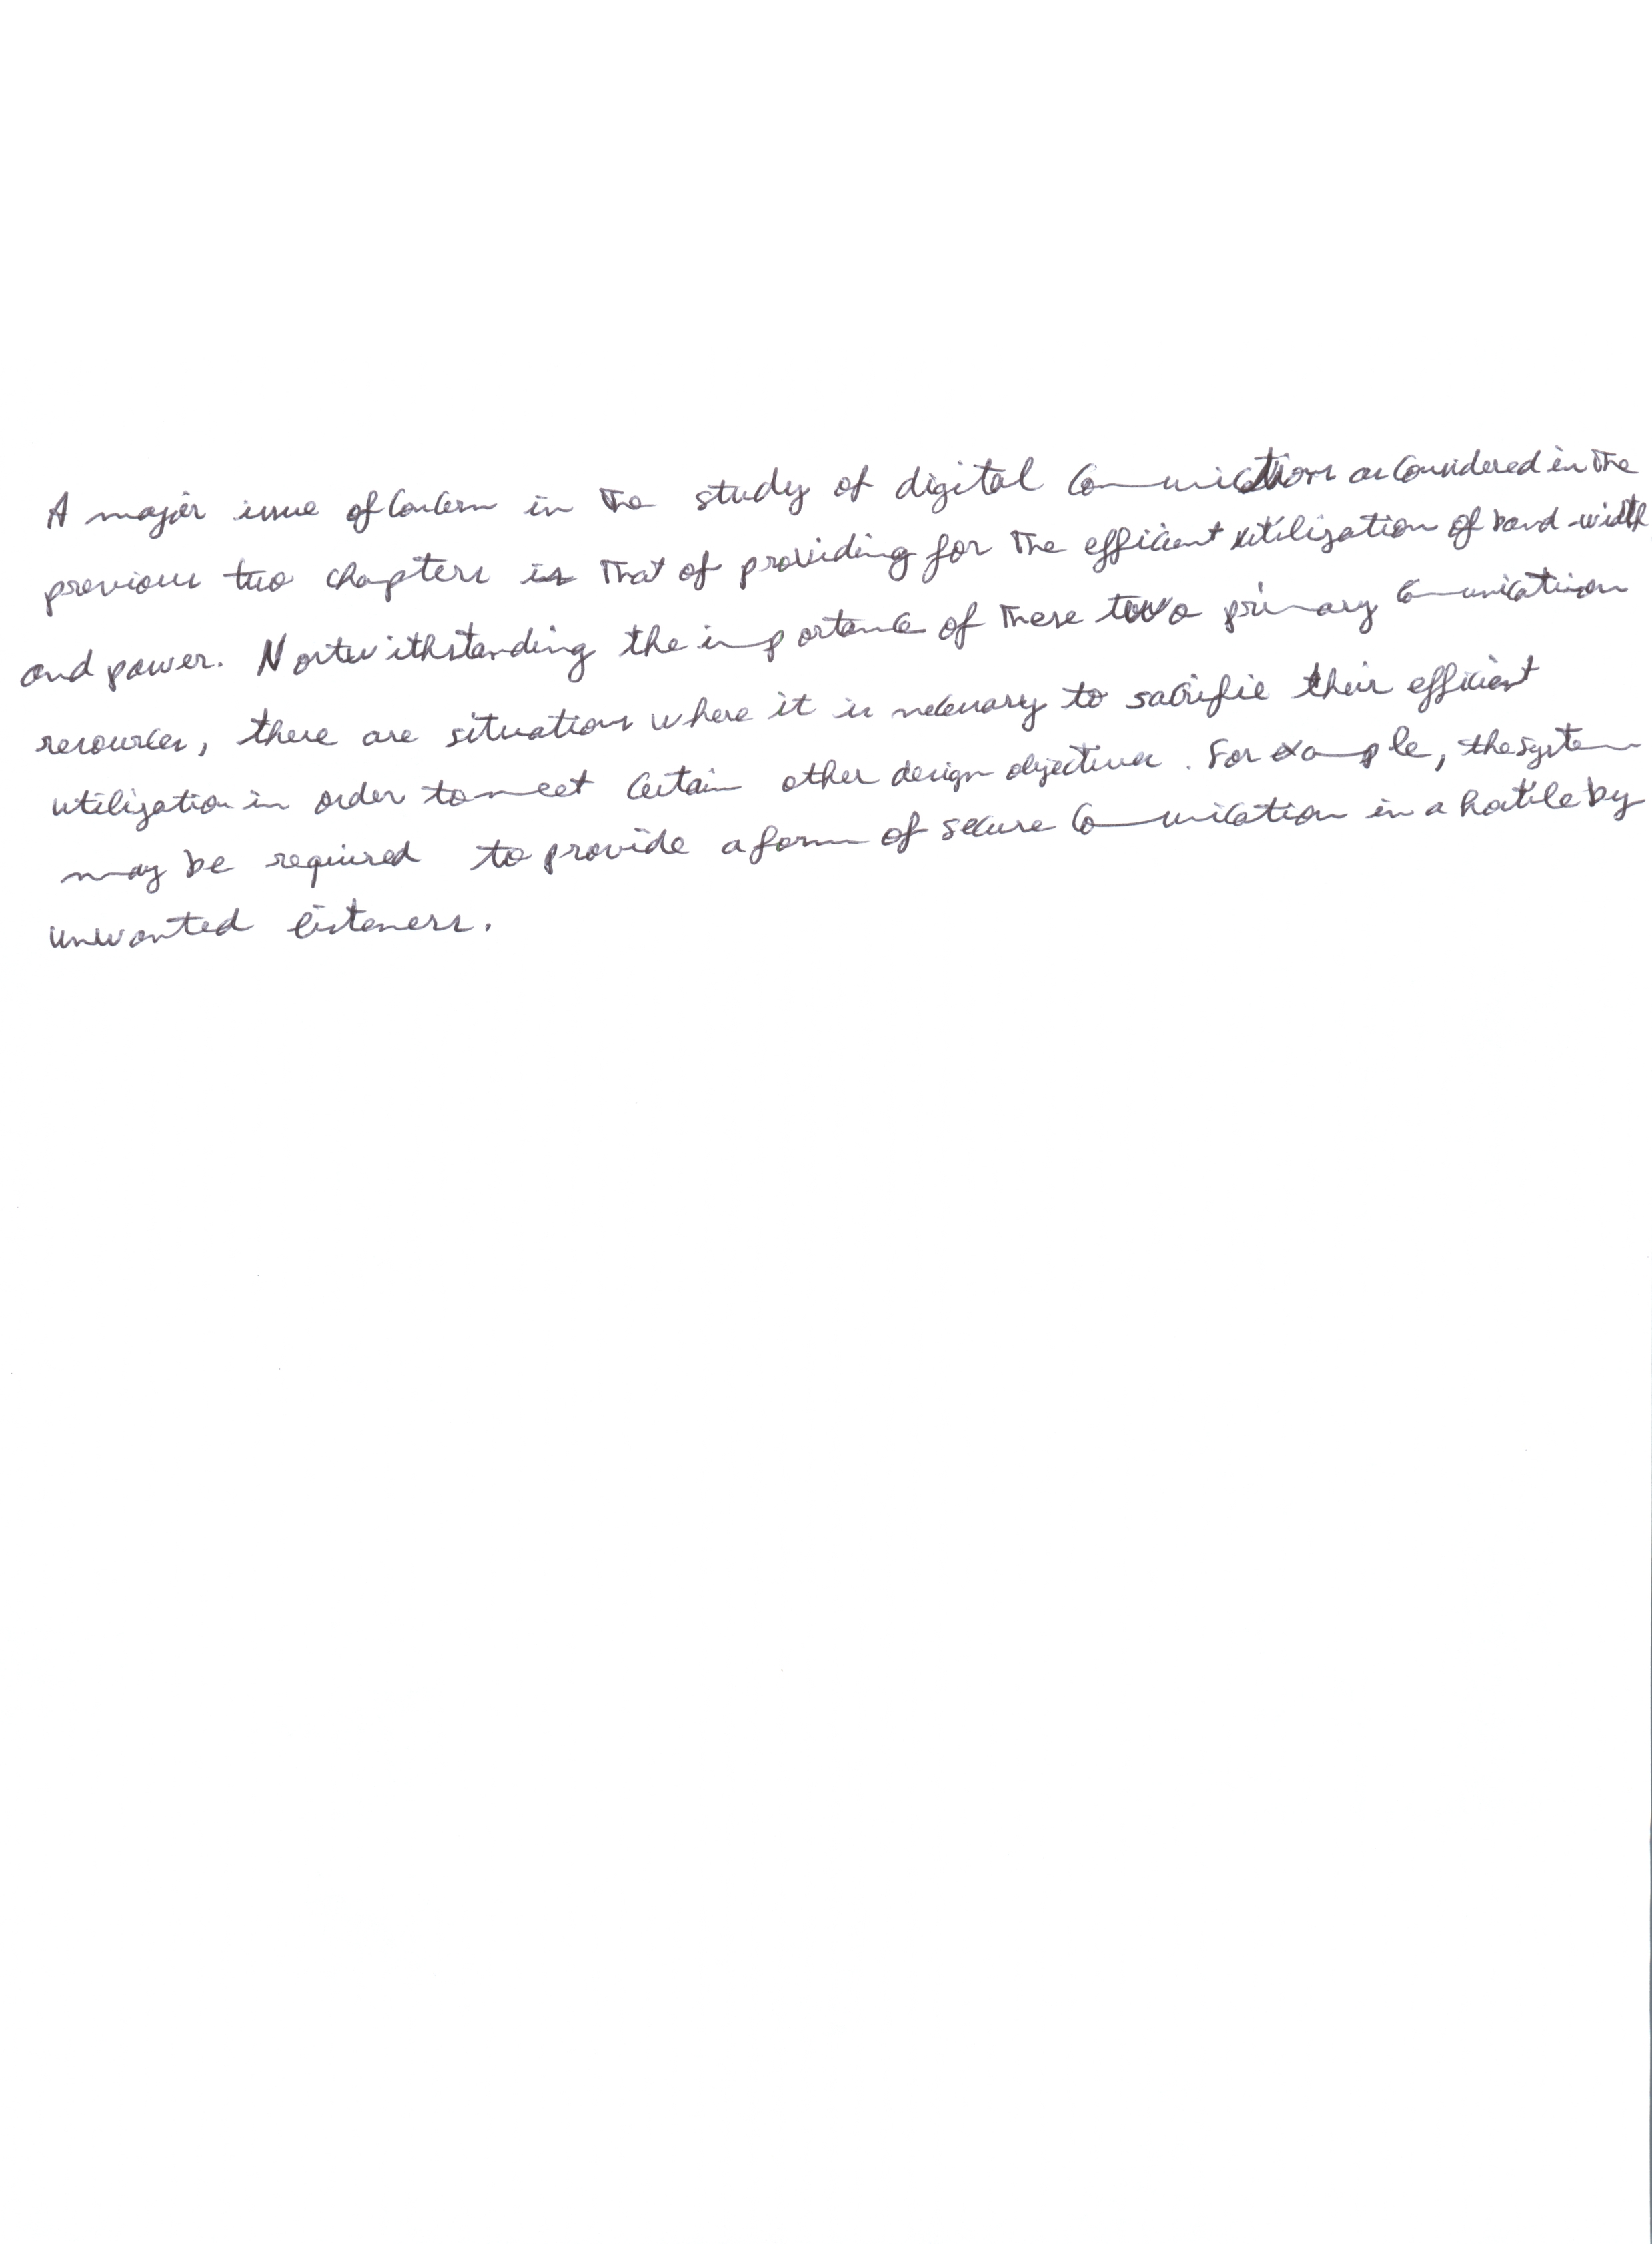 A major issue of concern in the study of digital communications as considered in the
previous two chapters is that of providing for the efficient utilization of band-width
and power. Nortwithstanding the importance of these two primary communication
resources, there are situations where it is necessary to sacrifie their efficient
utilization in order to meet certain other design objectives. For example, the system
may be required to provide a form of secure communication in a hostile by
unwanted listeners.